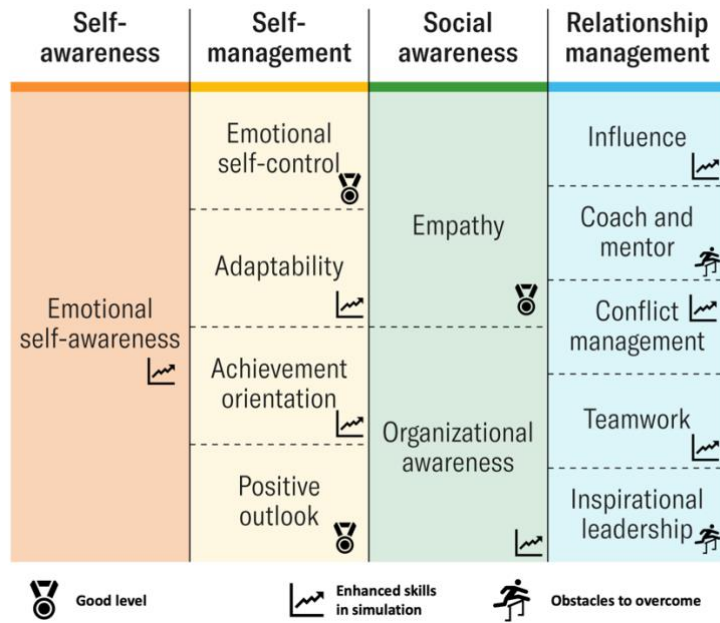 Self-
awareness
Self-
management
Social
awareness
Relationship
management
Emotional
self-awareness
Emotional
self-control
Adaptability
Achievement
orientation
Positive
outlook
Empathy
Organizational
awareness
Influence
Coach and
mentor
Conflict
management
Teamwork
Inspirational
leadership
Good level
Enhanced skills
in simulation
Obstacles to overcome